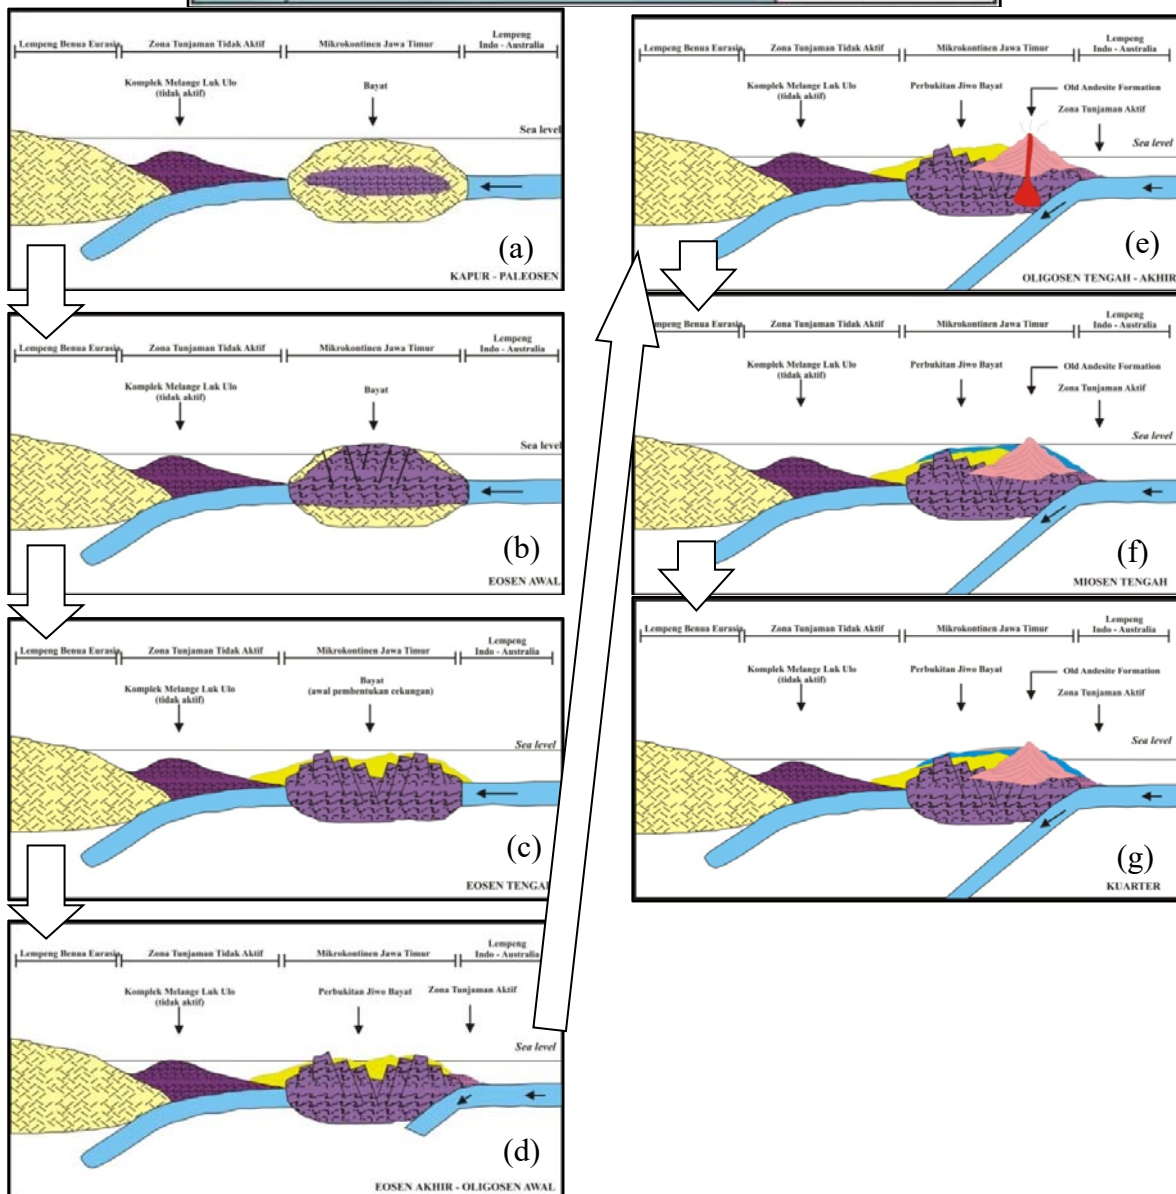 Lempeng Benua Eurasia
Zona Tunjaman Tidak Aktif
Mikrokontinen Jawa Timur
Lempeng
Indo - Australia
Komplek Melange Luk Ulo
(tidak aktif)
Bayat
Sea level
(a)
KAPUR - PALEOSEN
Lempeng Benua Eurasia
Zona Tunjaman Tidak Aktif
Mikrokontinen Jawa Timur
Lempeng
Indo - Australia
Komplek Melange Luk Ulo
(tidak aktif)
Bayat
Sea level
(b)
EOSEN AWAL
Lempeng Benua Eurasia
Zona Tunjaman Tidak Aktif
Mikrokontinen Jawa Timur
Lempeng
Indo - Australia
Komplek Melange Luk Ulo
(tidak aktif)
Bayat
(awal pembentukan cekungan)
Sea level
(c)
EOSEN TENGAH
Lempeng Benua Eurasia
Zona Tunjaman Tidak Aktif
Mikrokontinen Jawa Timur
Lempeng
Indo - Australia
Komplek Melange Luk Ulo
(tidak aktif)
Perbukitan Jiwo Bayat
Zona Tunjaman Aktif
Sea level
(d)
EOSEN AKHIR - OLIGOSEN AWAL
Lempeng Benua Eurasia
Zona Tunjaman Tidak Aktif
Mikrokontinen Jawa Timur
Lempeng
Indo - Australia
Komplek Melange Luk Ulo
(tidak aktif)
Perbukitan Jiwo Bayat
Old Andesite Formation
Zona Tunjaman Aktif
Sea level
(e)
OLIGOSEN TENGAH - AKHIR
Lempeng Benua Eurasia
Zona Tunjaman Tidak Aktif
Mikrokontinen Jawa Timur
Lempeng
Indo - Australia
Komplek Melange Luk Ulo
(tidak aktif)
Perbukitan Jiwo Bayat
Old Andesite Formation
Zona Tunjaman Aktif
Sea level
(f)
MIOSEN TENGAH
Lempeng Benua Eurasia
Zona Tunjaman Tidak Aktif
Mikrokontinen Jawa Timur
Lempeng
Indo - Australia
Komplek Melange Luk Ulo
(tidak aktif)
Perbukitan Jiwo Bayat
Old Andesite Formation
Zona Tunjaman Aktif
Sea level
(g)
KUARTER